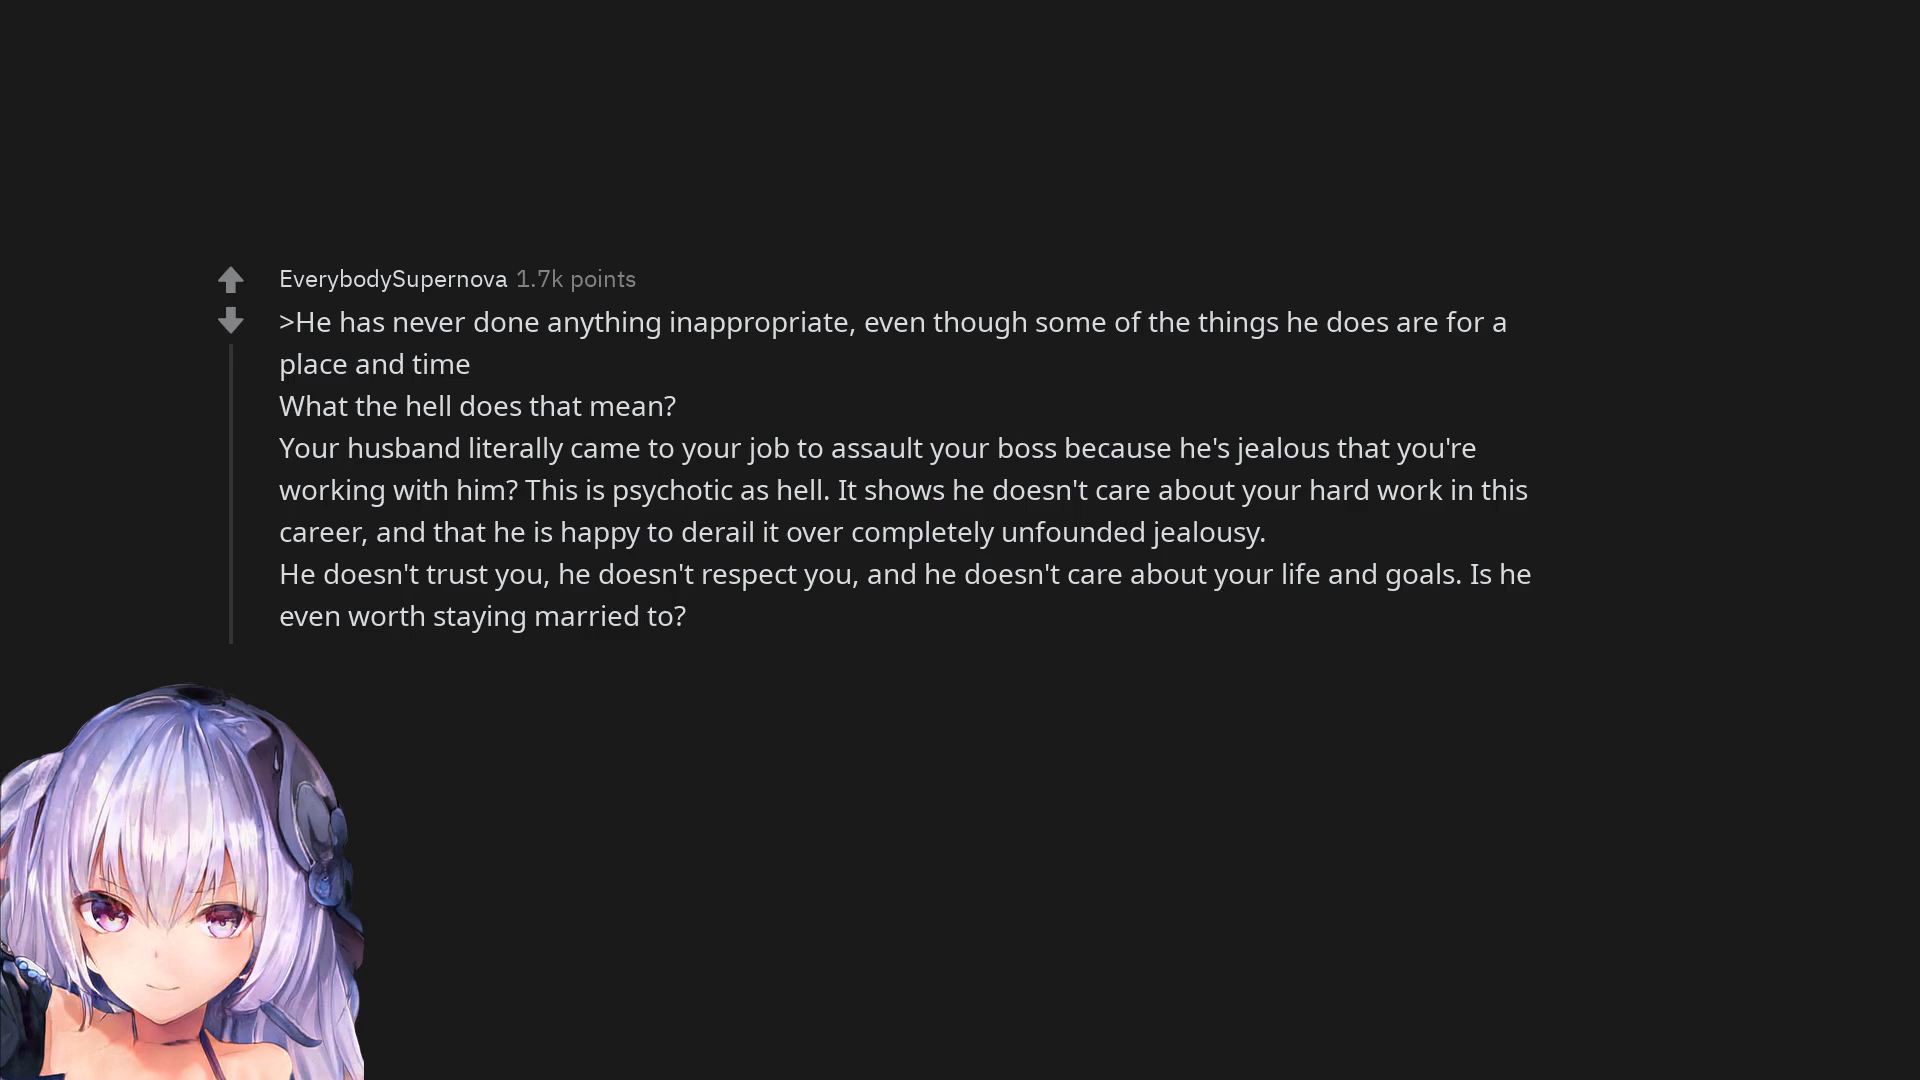 EverybodySupernova 1.7k points
>He has never done anything inappropriate, even though some of the things he does are for a
place and time
What the hell does that mean?
Your husband literally came to your job to assault your boss because he's jealous that you're
working with him? This is psychotic as hell. It shows he doesn't care about your hard work in this
career, and that he is happy to derail it over completely unfounded jealousy.
He doesn't trust you, he doesn't respect you, and he doesn't care about your life and goals. Is he
even worth staying married to?